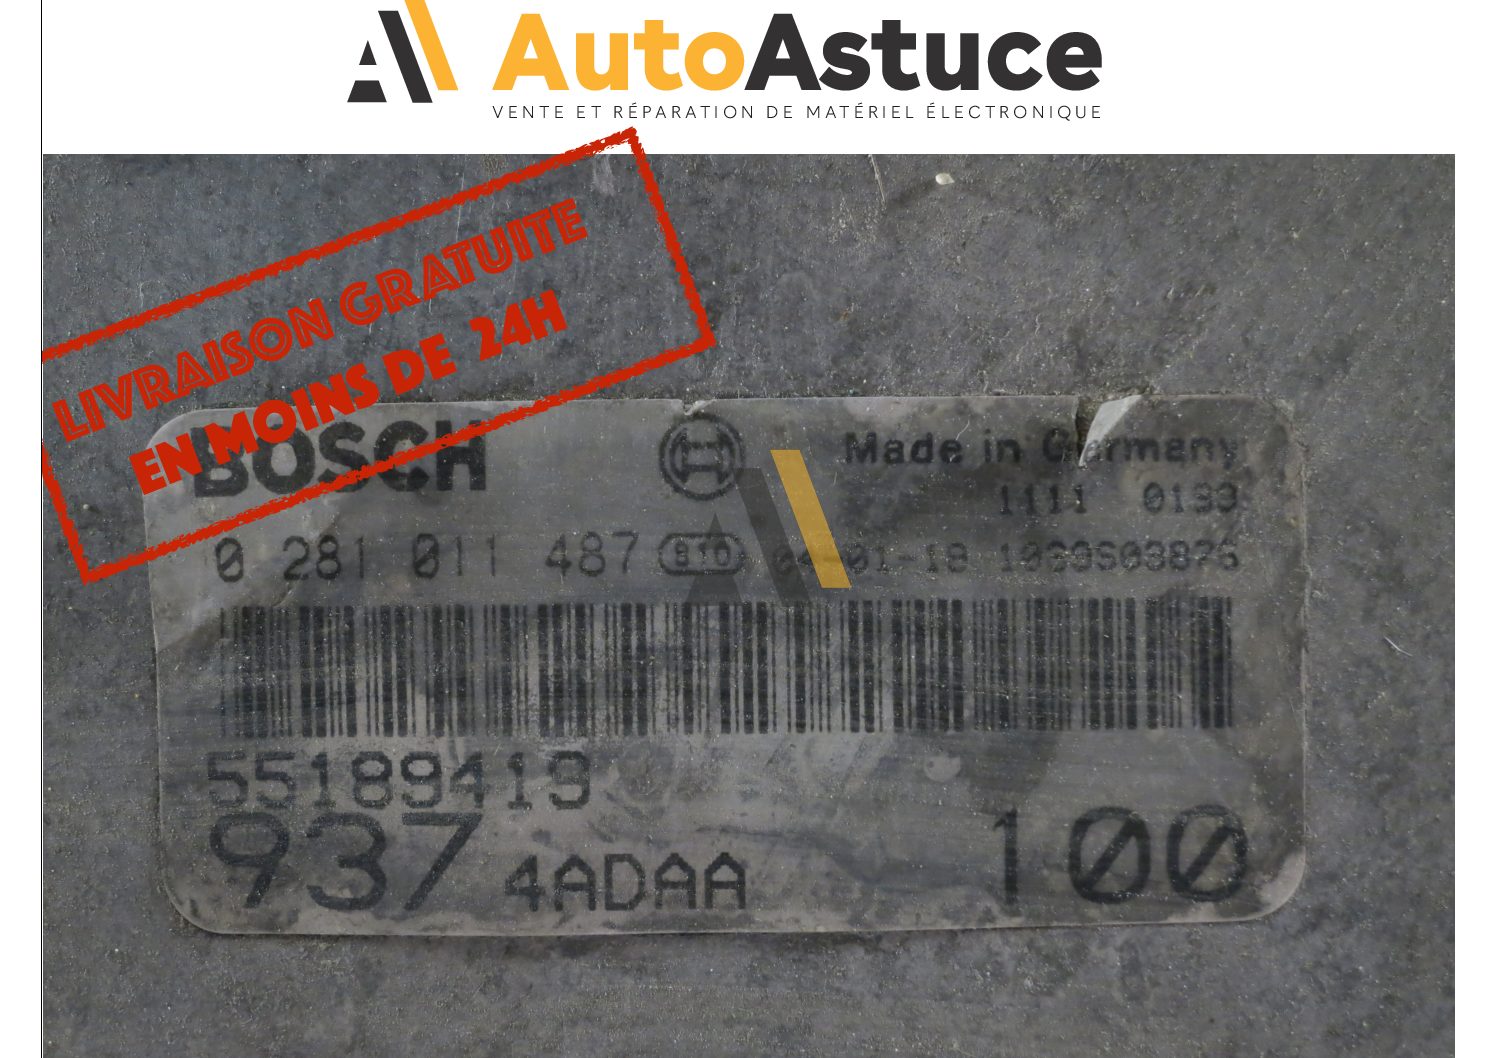 AutoAstuce
VENTE ET RÉPARATION DE MATÉRIEL ÉLECTRONIQUE
LIVRAISON GRATUITE
EN MOINS DE 24H
BOSCH
Made in Germany
1111 0133
0 281 011 487
55189419
937 4ADAA 100